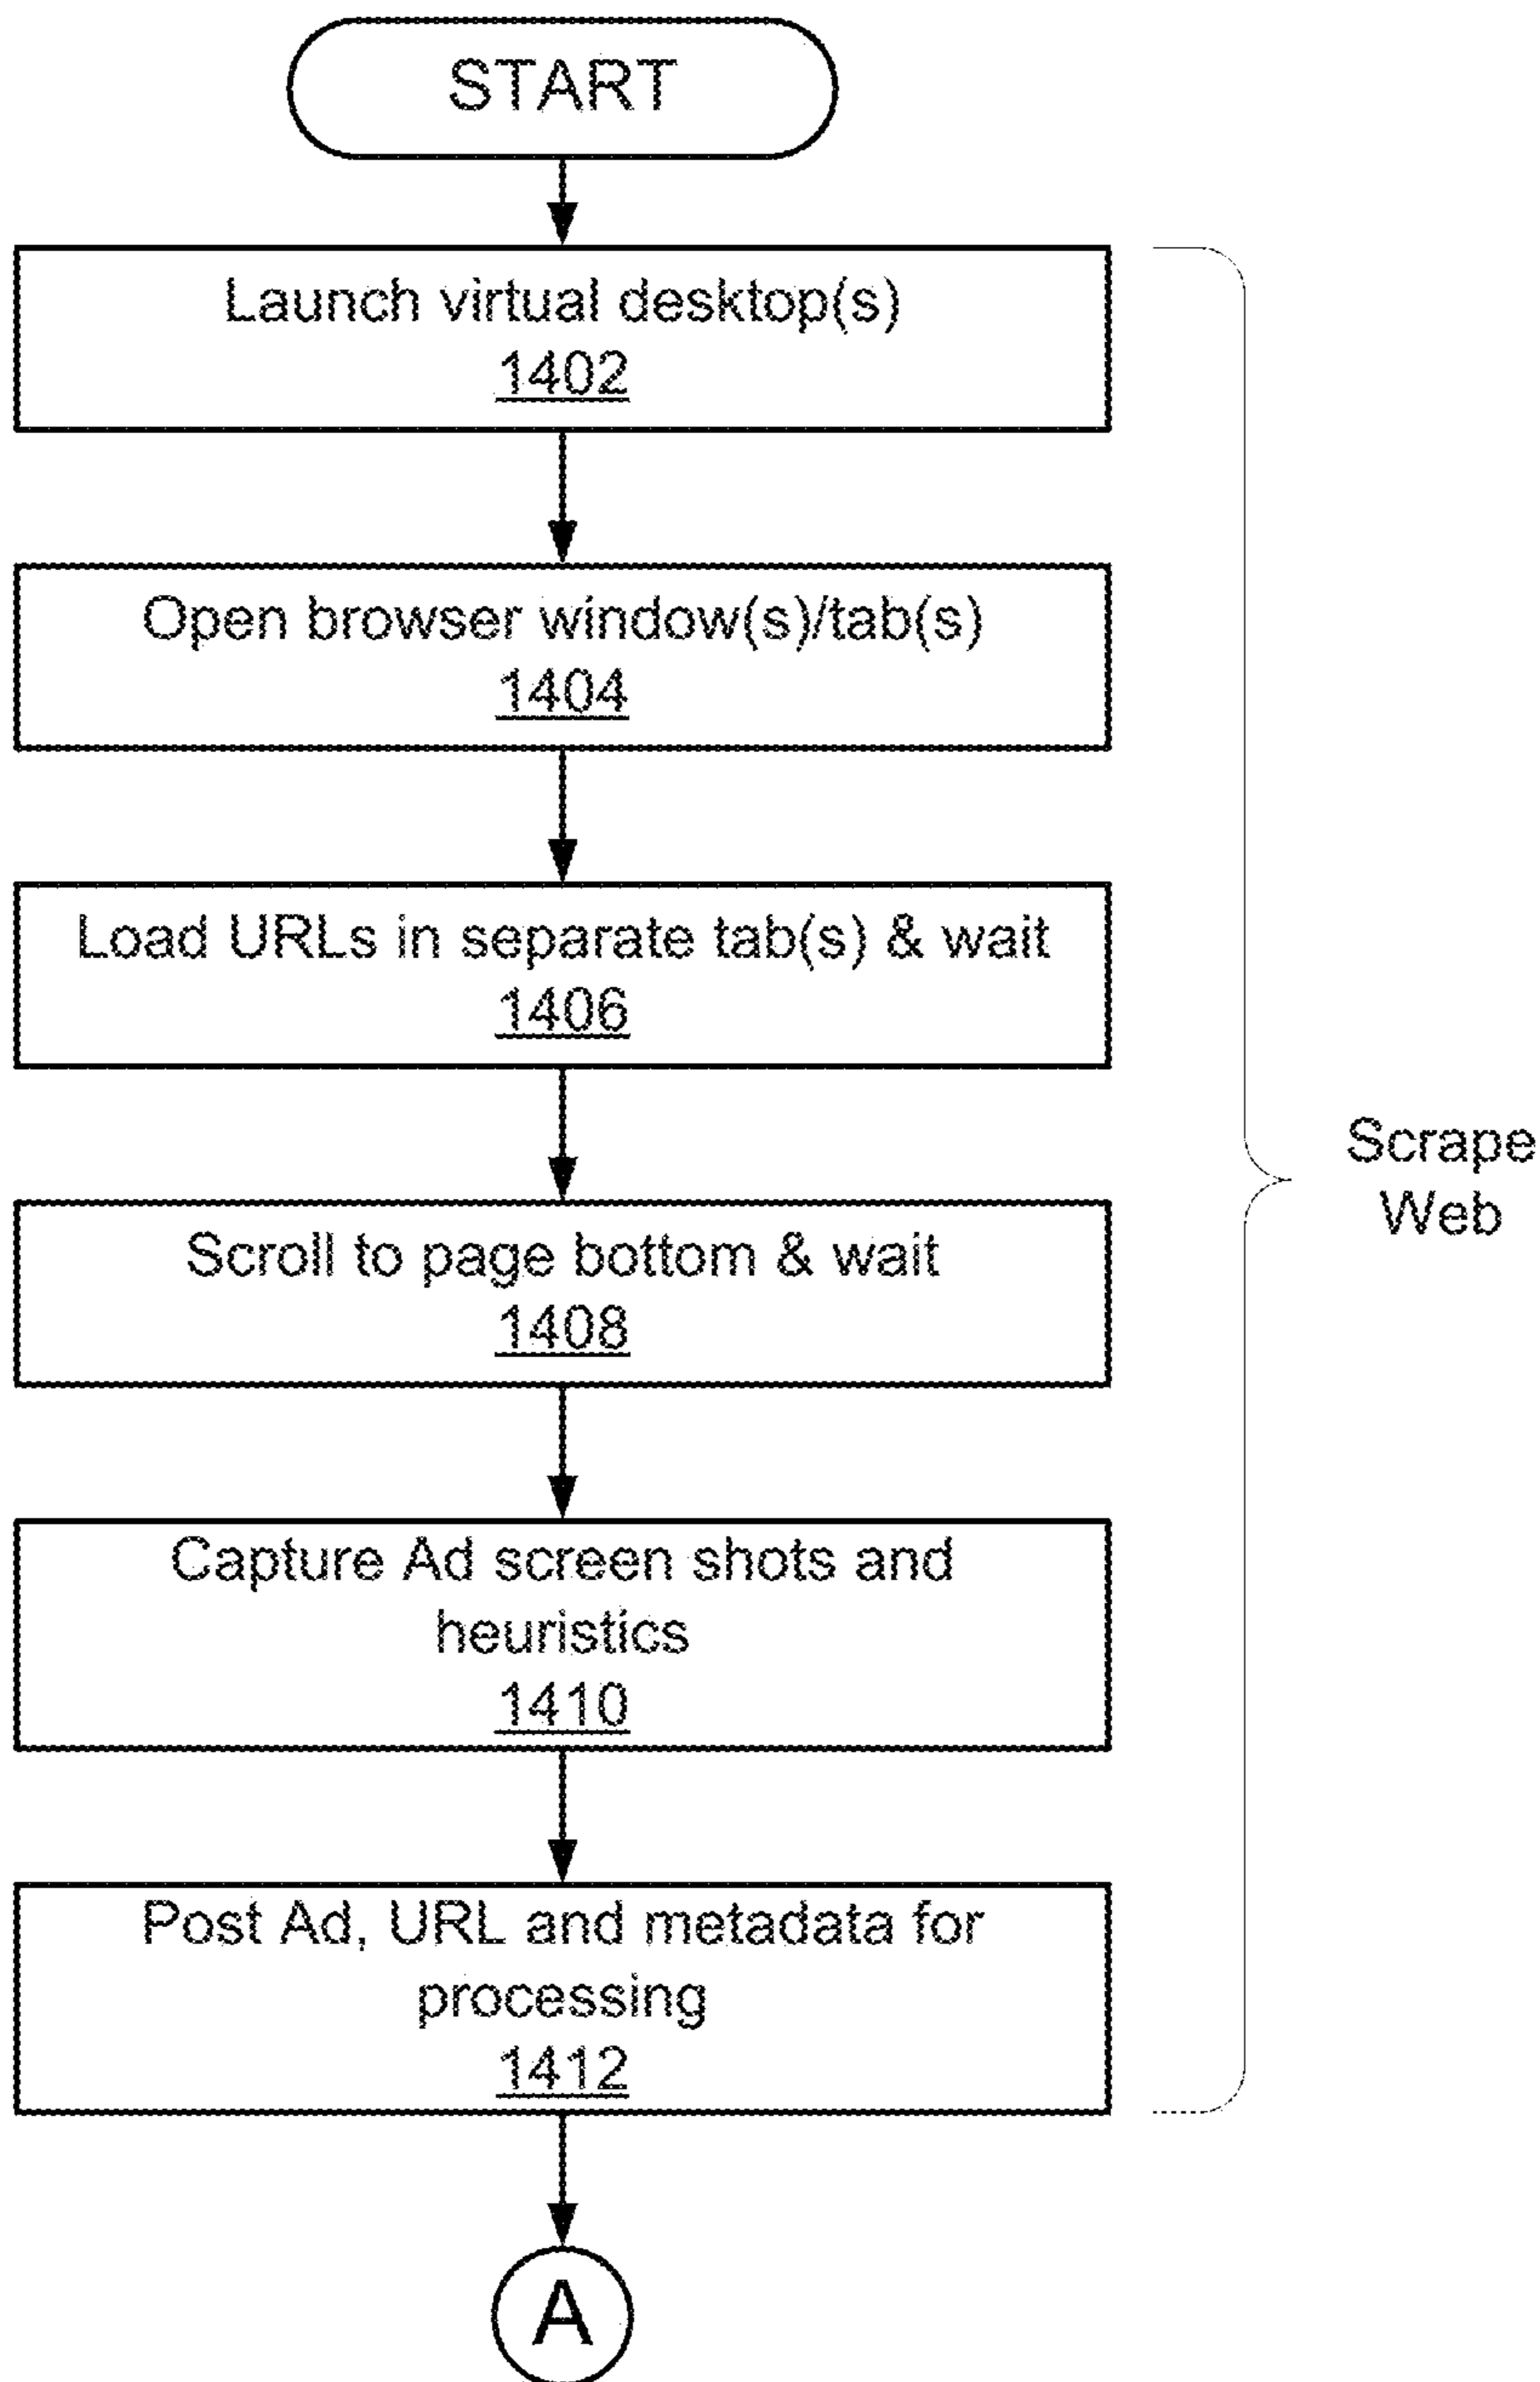 START
Launch virtual desktop(s)
1402
Open browser window(s)/tab(s)
1404
Load URLs in separate tab(s) & wait
1406
Scroll to page bottom & wait
1408
Scrape
Web
Capture Ad screen shots and
heuristics
1410
Post Ad, URL and metadata for
processing
1412
A